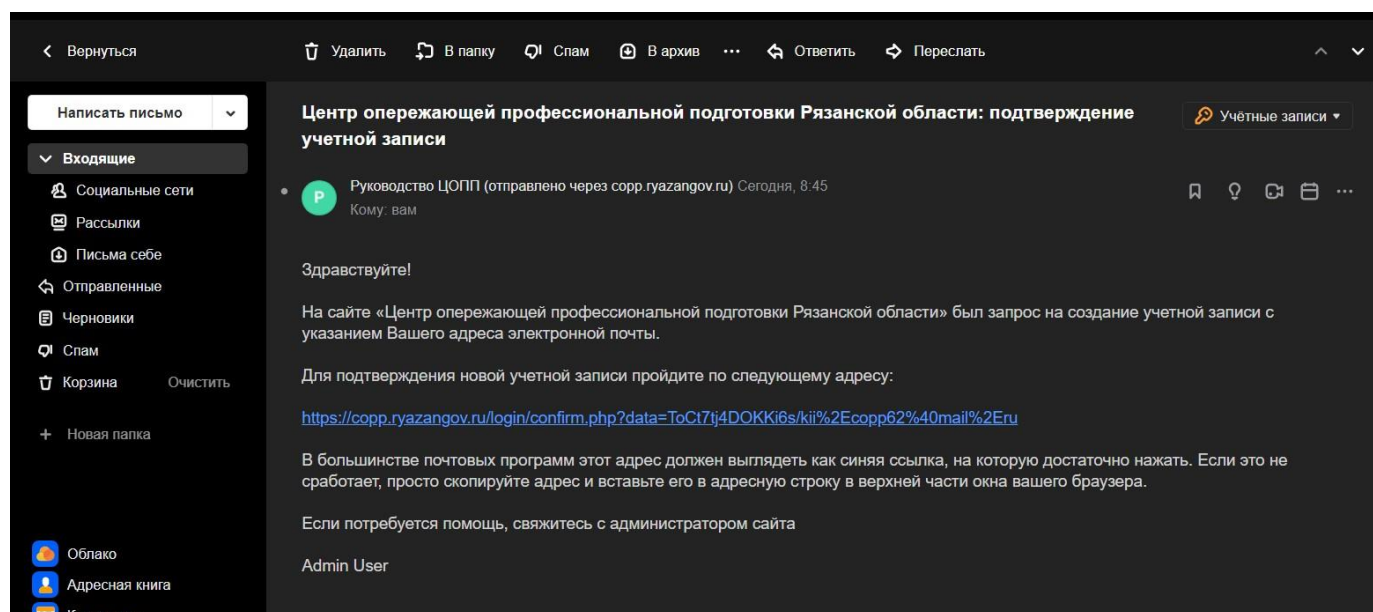 Вернуться
Удалить
В папку
Спам
В архив
Ответить
Переслать
Написать письмо
Входящие
Социальные сети
Рассылки
Письма себе
Отправленные
Черновики
Спам
Корзина Очистить
+ Новая папка
Облако
Адресная книга
Центр опережающей профессиональной подготовки Рязанской области: подтверждение
учетной записи
Учётные записи
Р
Руководство ЦОПП (отправлено через copp.ryazangov.ru) Сегодня, 8:45
Кому: вам
Здравствуйте!
На сайте «Центр опережающей профессиональной подготовки Рязанской области» был запрос на создание учетной записи с
указанием Вашего адреса электронной почты.
Для подтверждения новой учетной записи пройдите по следующему адресу:
https://copp.ryazangov.ru/login/confirm.php?data=ToCt7tj4DOKKi6s/kii%2Ecopp62%40mail%2Eru
В большинстве почтовых программ этот адрес должен выглядеть как синяя ссылка, на которую достаточно нажать. Если это не
сработает, просто скопируйте адрес и вставьте его в адресную строку в верхней части окна вашего браузера.
Если потребуется помощь, свяжитесь с администратором сайта
Admin User